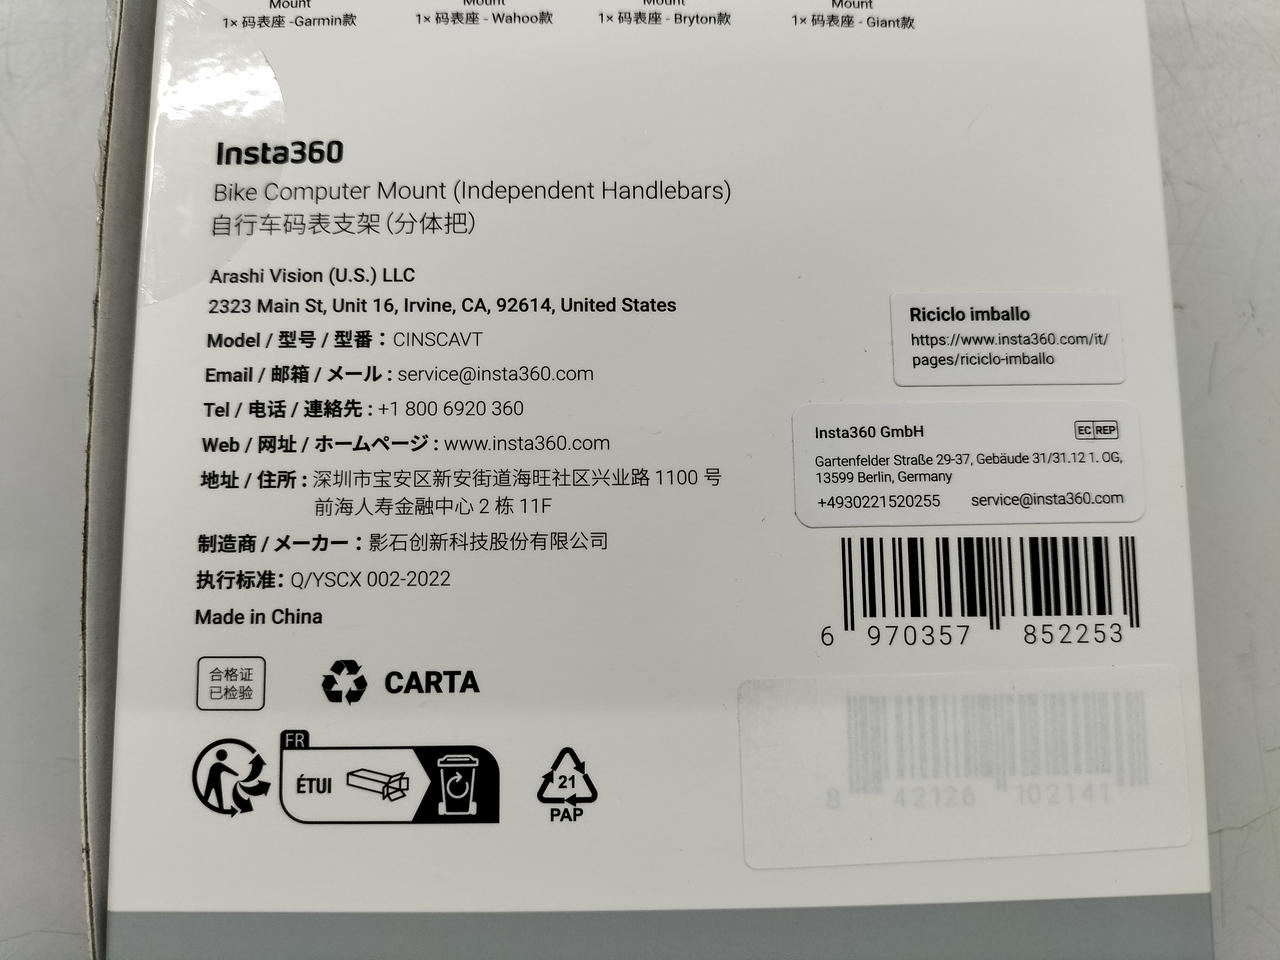 Mount
1× 码表座 -Garmin款
Mount
1× 码表座 - Wahoo款
Mount
1× 码表座 - Bryton款
Mount
1× 码表座 - Giant款
Insta360
Bike Computer Mount (Independent Handlebars)
自行车码表支架(分体把)
Arashi Vision (U.S.) LLC
2323 Main St, Unit 16, Irvine, CA, 92614, United States
Model / 型号 / 型番：CINSCAVT
Email / 邮箱 / メール : service@insta360.com
Tel / 电话 / 連絡先 : +1 800 6920 360
Web / 网址 / ホームページ : www.insta360.com
地址 / 住所 : 深圳市宝安区新安街道海旺社区兴业路 1100 号
前海人寿金融中心 2 栋 11F
制造商 / メーカー：影石创新科技股份有限公司
执行标准：Q/YSCX 002-2022
Made in China
合格证
已检验
CARTA
FR
ÉTUI
21
PAP
Riciclo imballo
https://www.insta360.com/it/
pages/riciclo-imballo
Insta360 GmbH
EC REP
Gartenfelder Straße 29-37, Gebäude 31/31.12 1. OG,
13599 Berlin, Germany
+4930221520255 service@insta360.com
6 970357 852253
8 42126 102141